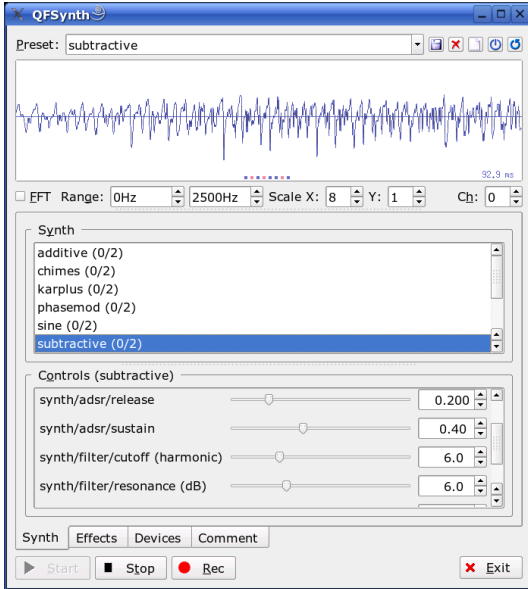 QFSynth
Preset: subtractive
92.9 ms
FFT Range: 0Hz 2500Hz Scale X: 8 Y: 1 Ch: 0
Synth
additive (0/2)
chimes (0/2)
karplus (0/2)
phasemod (0/2)
sine (0/2)
subtractive (0/2)
Controls (subtractive)
synth/adsr/release 0.200
synth/adsr/sustain 0.40
synth/filter/cutoff (harmonic) 6.0
synth/filter/resonance (dB) 6.0
Synth Effects Devices Comment
Start Stop Rec Exit